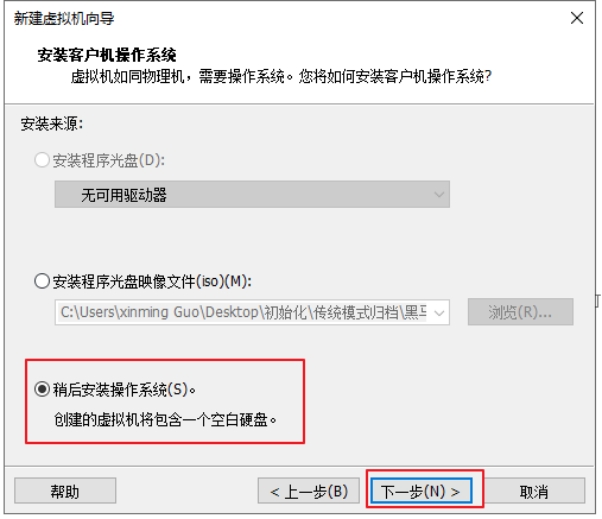 新建虚拟机向导
安装客户机操作系统
虚拟机如同物理机，需要操作系统。您将如何安装客户机操作系统?
安装来源:
安装程序光盘(D):
无可用驱动器
安装程序光盘映像文件(iso)(M):
C:\Users\xinming Guo\Desktop\初始化\传统模式归档\黑马
浏览(R)...
稍后安装操作系统(S)。
创建的虚拟机将包含一个空白硬盘。
帮助
< 上一步(B)
下一步(N) >
取消